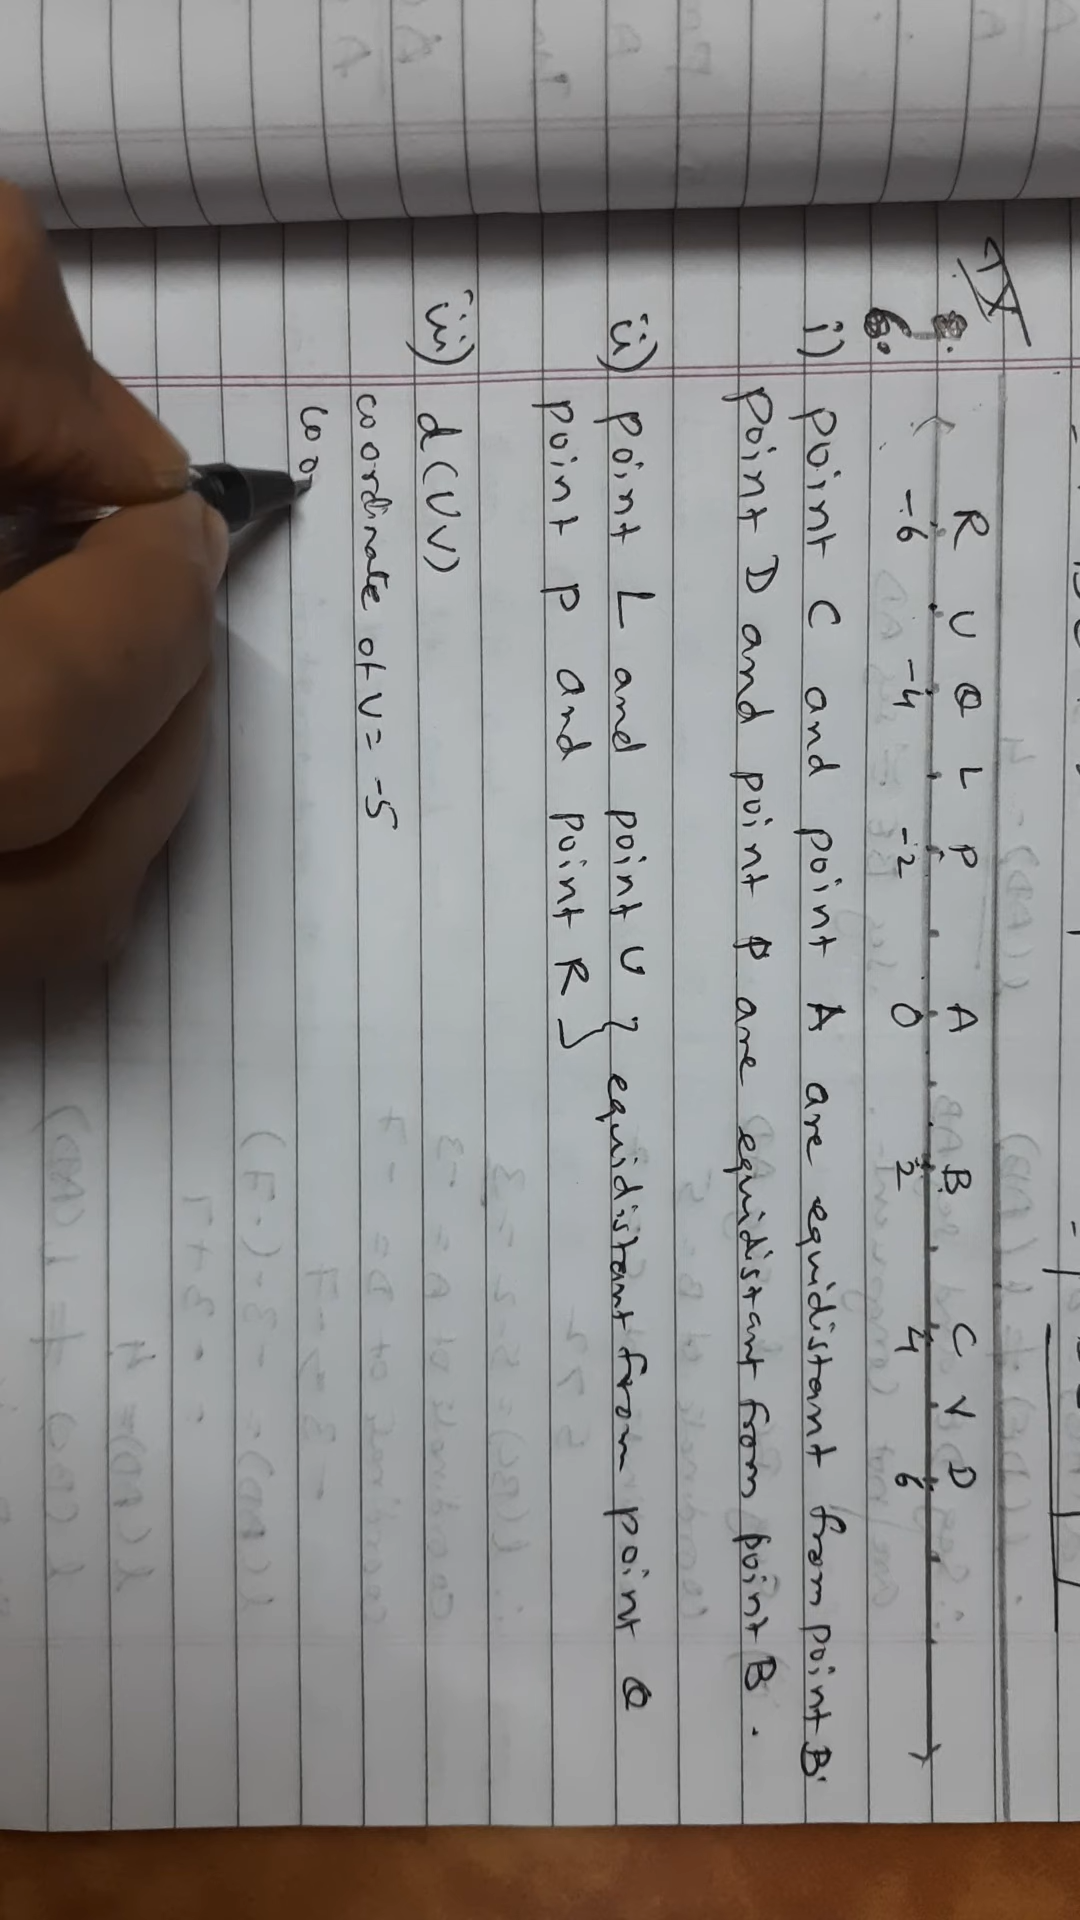 IX
R U Q L P A B C V D
-6 -4 -2 0 2 4 6
6.
i) point C and point A are equidistant from point B.
point D and point P are equidistant from point B.
ii) point L and point U } equidistant from point Q
point P and point R }
iii) d(UV)
coordinate of U = -5
coo